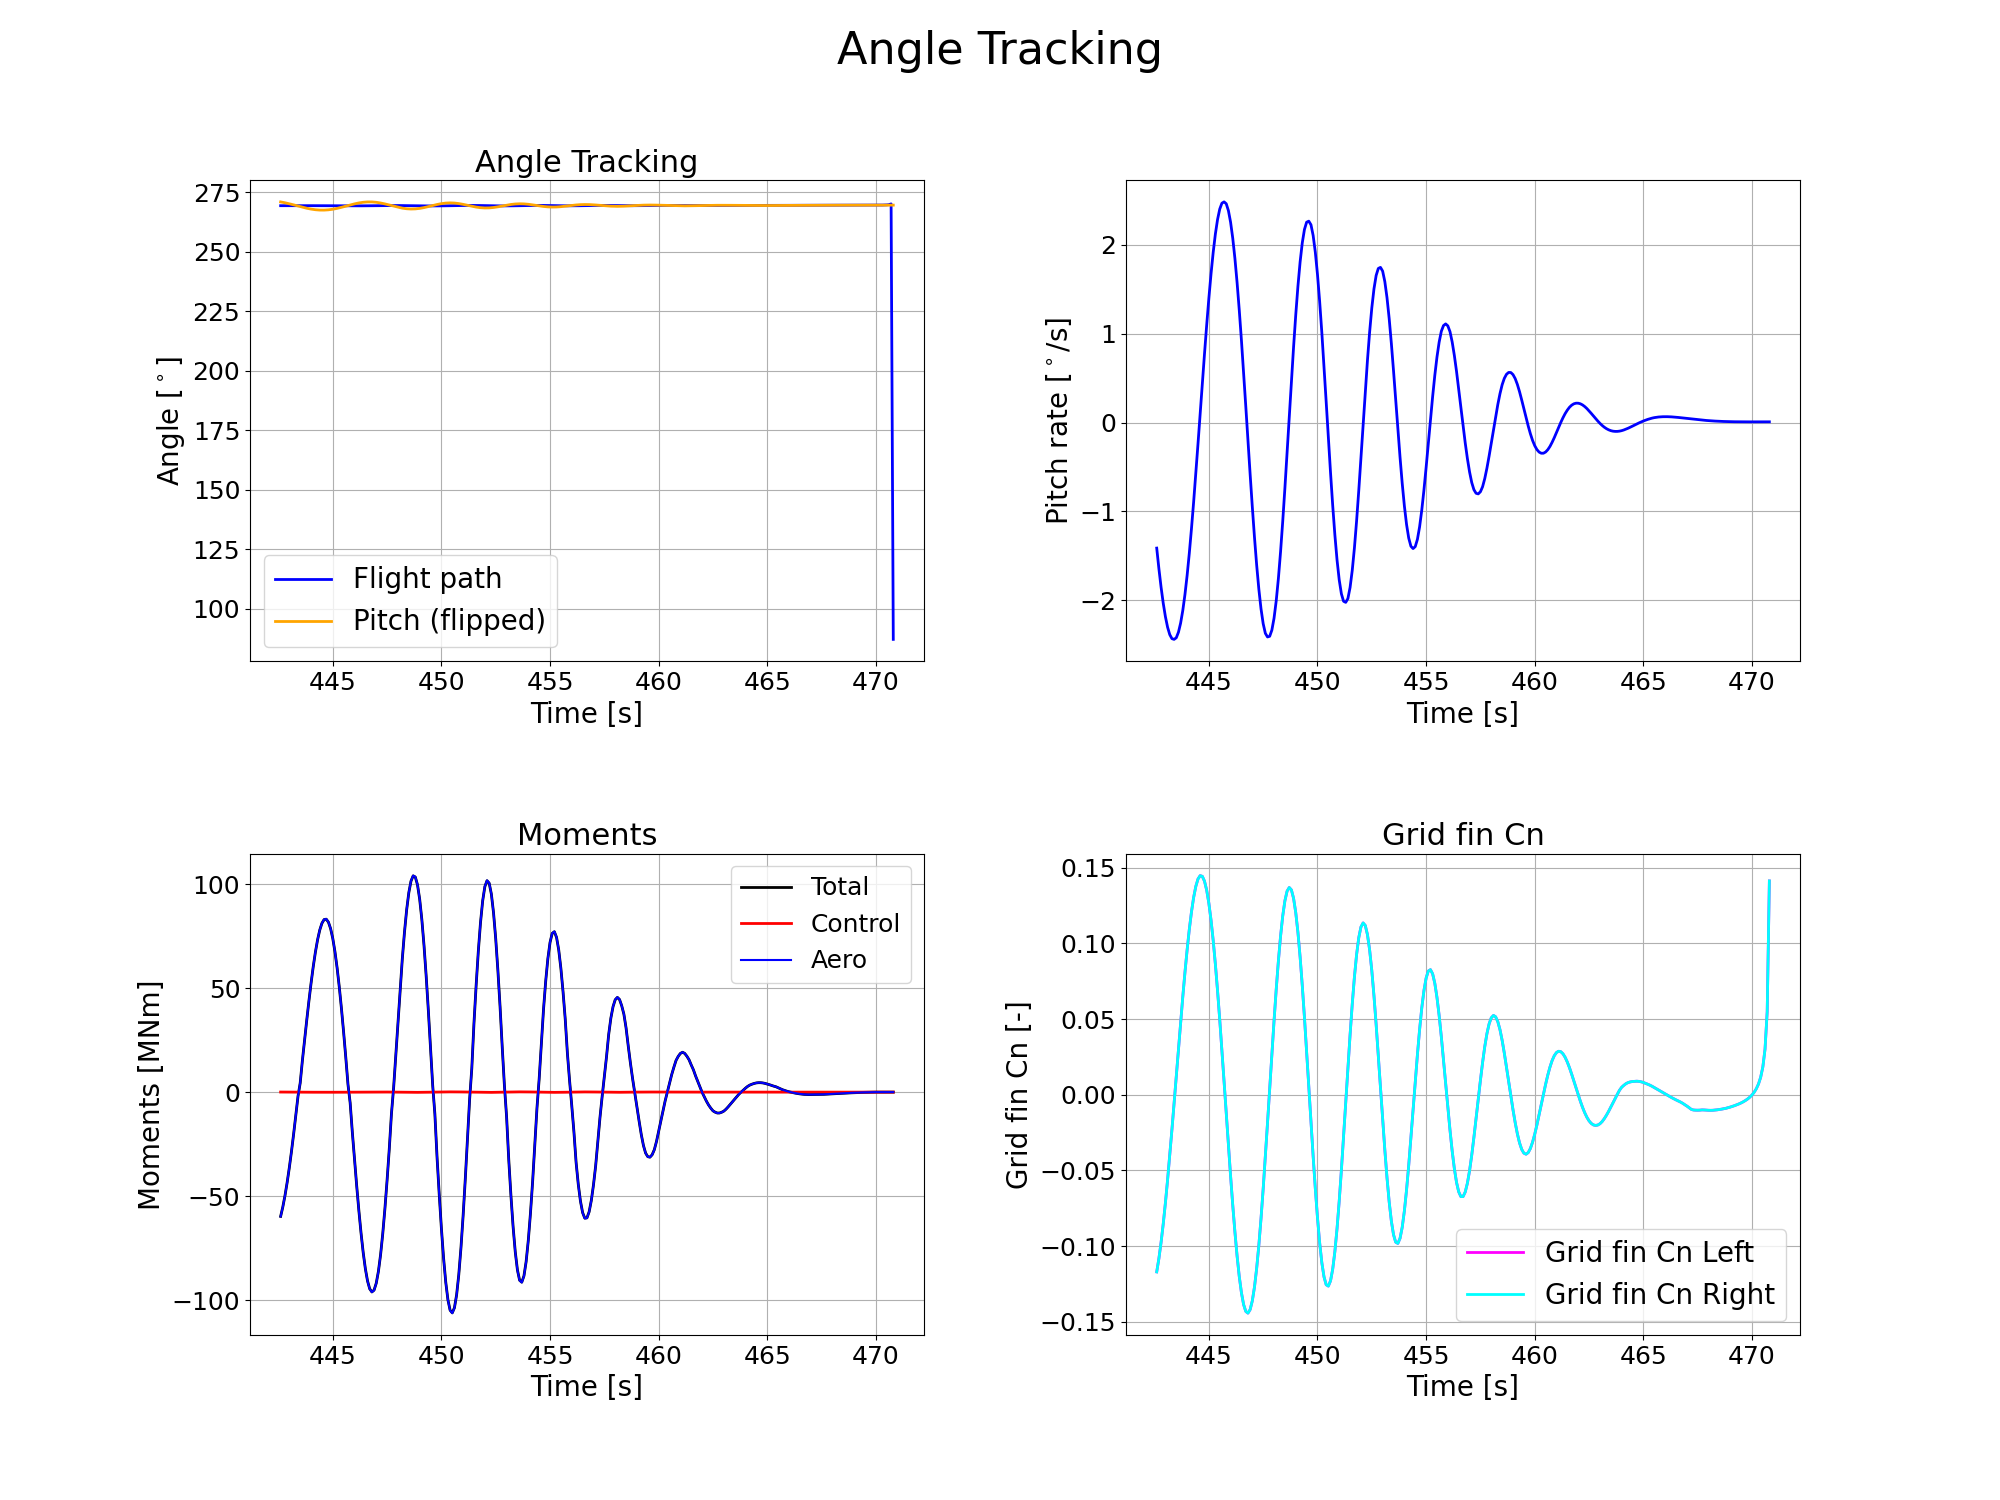 Angle Tracking
Angle Tracking
275
250
225
200
175
150
125
100
Angle [°]
Flight path
Pitch (flipped)
445 450 455 460 465 470
Time [s]
2
1
0
−1
−2
Pitch rate [°/s]
445 450 455 460 465 470
Time [s]
Moments
100
50
0
−50
−100
Moments [MNm]
Total
Control
Aero
445 450 455 460 465 470
Time [s]
Grid fin Cn
0.15
0.10
0.05
0.00
−0.05
−0.10
−0.15
Grid fin Cn [-]
Grid fin Cn Left
Grid fin Cn Right
445 450 455 460 465 470
Time [s]